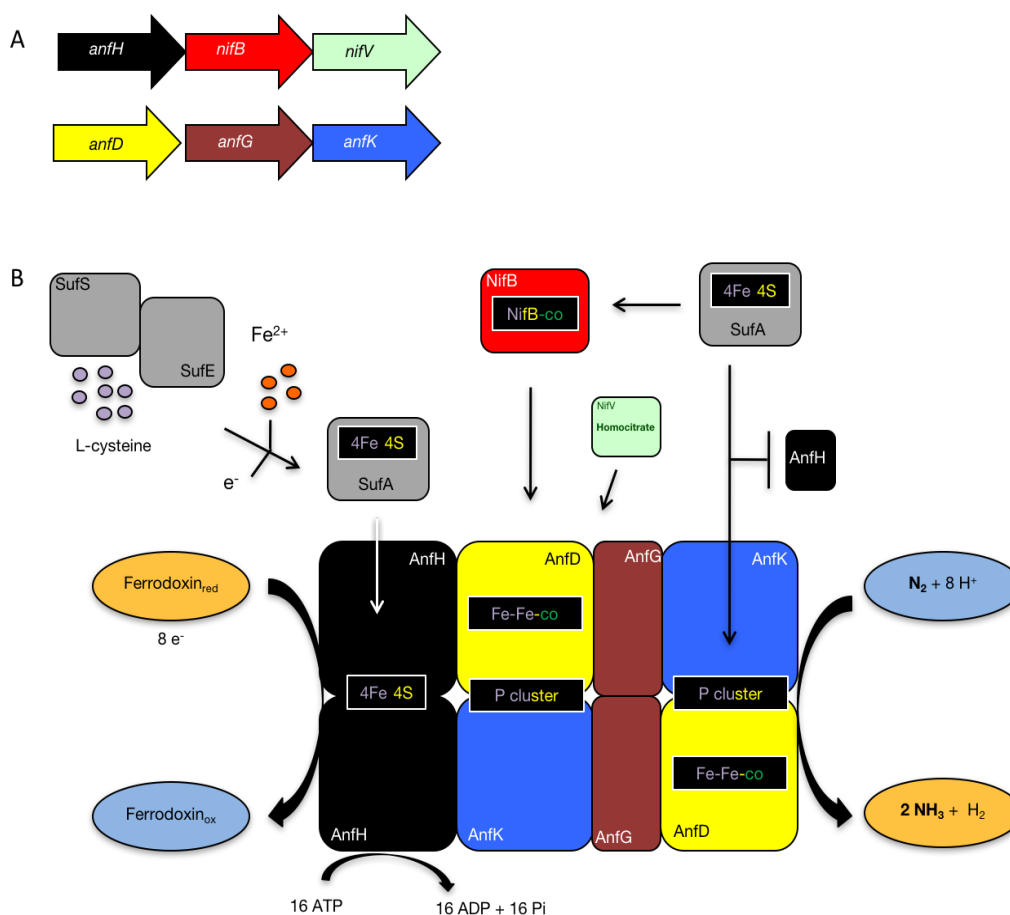 A
anfH
nifB
nifV
anfD
anfG
anfK
B
SufS
SufE
L-cysteine
Fe²⁺
e⁻
4Fe 4S
SufA
NifB
NifB-co
4Fe 4S
SufA
NifV
Homocitrate
AnfH
AnfH
AnfD
AnfG
AnfK
Ferrodoxin_red
8 e⁻
Fe-Fe-co
N₂ + 8 H⁺
4Fe 4S
P cluster
P cluster
Fe-Fe-co
Ferrodoxin_ox
2 NH₃ + H₂
AnfH
AnfK
AnfG
AnfD
16 ATP
16 ADP + 16 Pi